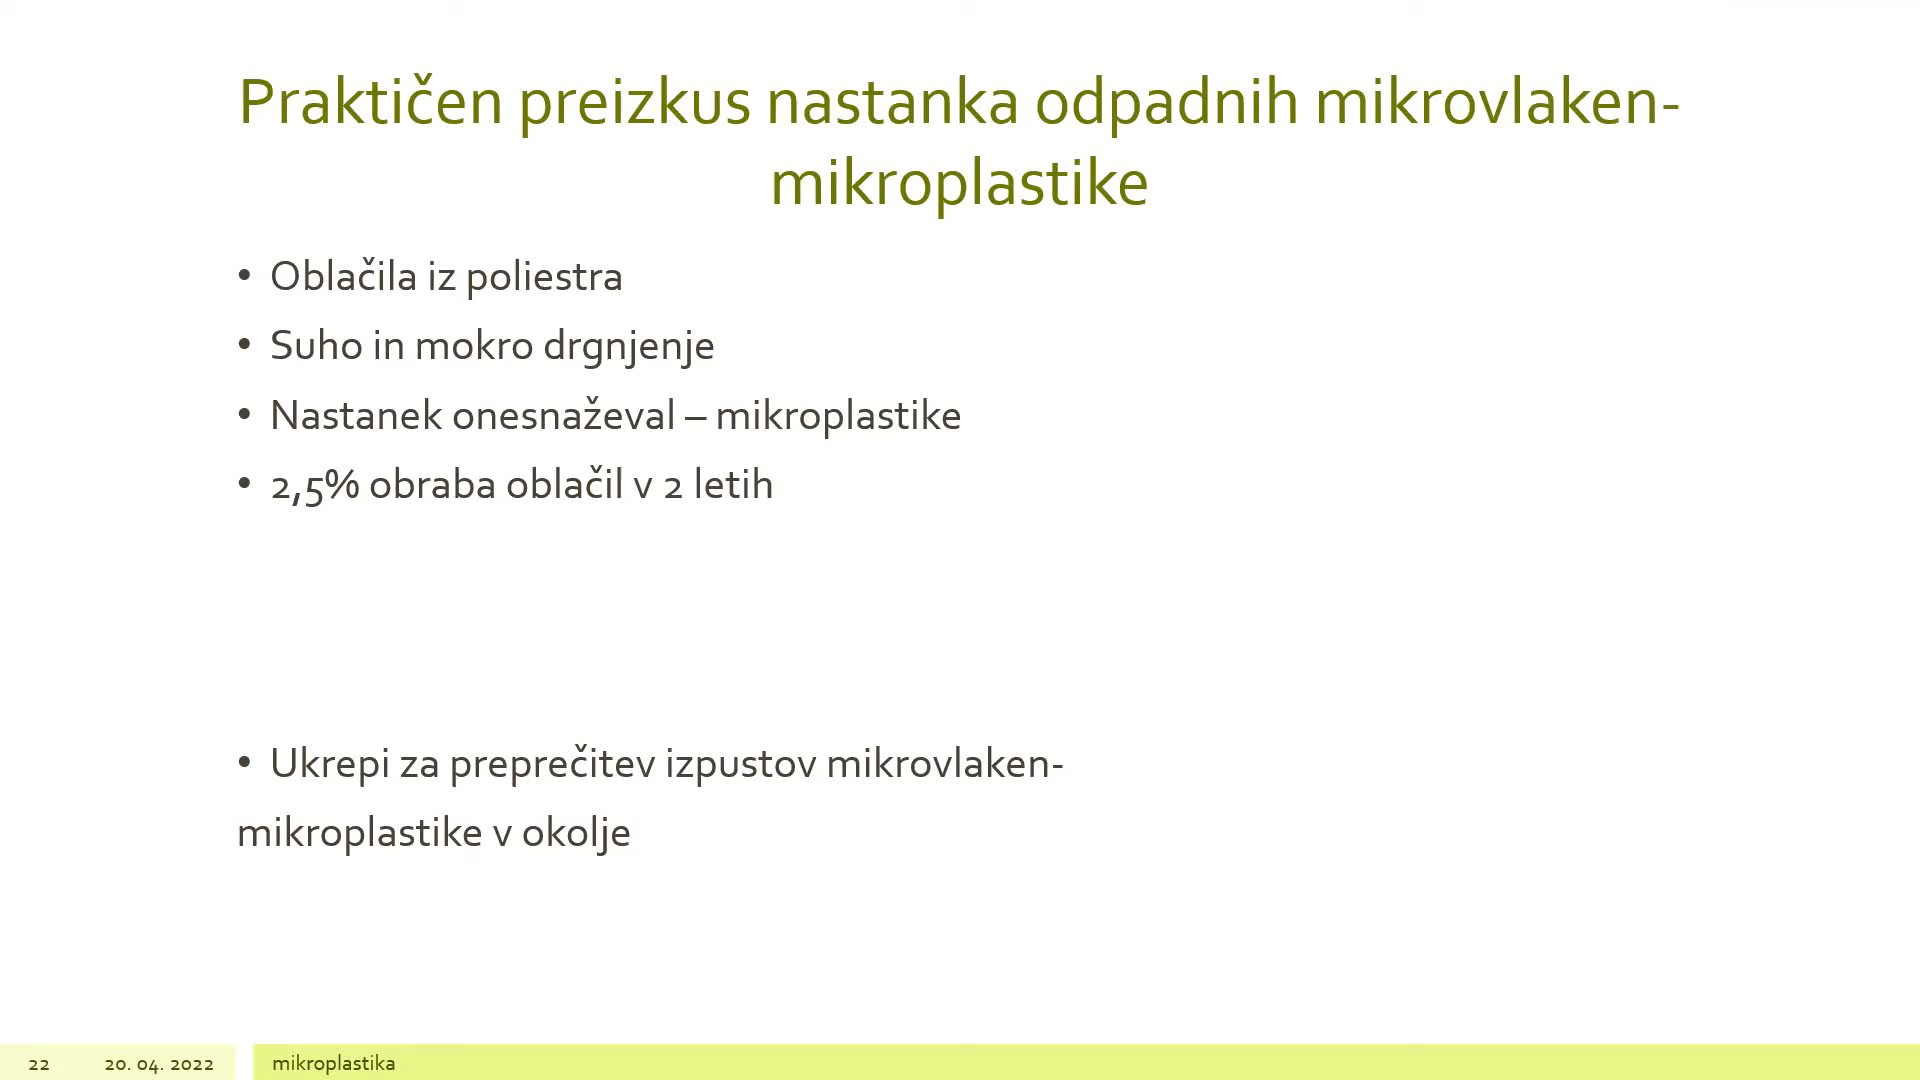 Praktičen preizkus nastanka odpadnih mikrovlaken-
mikroplastike
• Oblačila iz poliestra
• Suho in mokro drgnjenje
• Nastanek onesnaževal – mikroplastike
• 2,5% obraba oblačil v 2 letih
• Ukrepi za preprečitev izpustov mikrovlaken-
mikroplastike v okolje
22 20. 04. 2022 mikroplastika